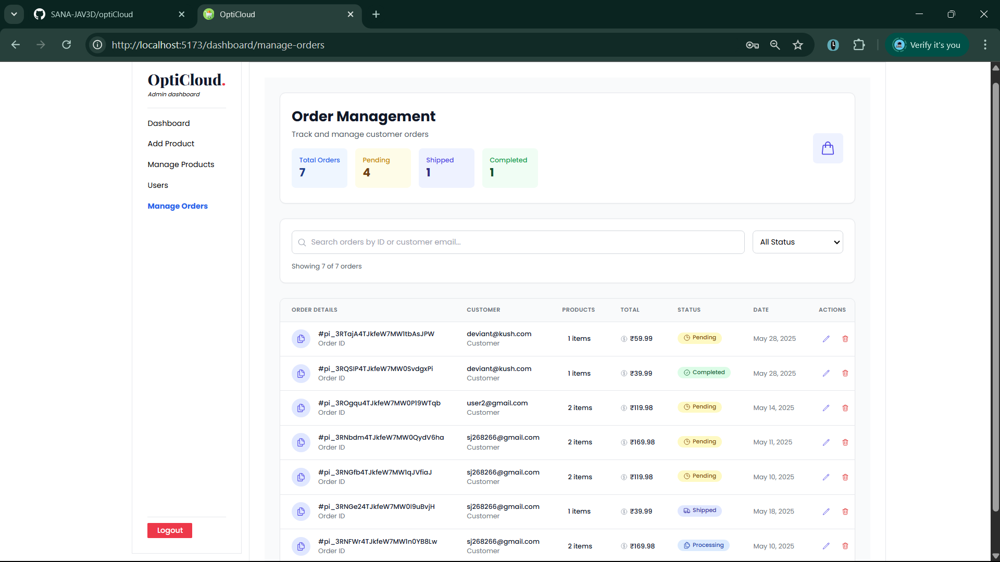 SANA-JAV3D/optiCloud
OptiCloud
http://localhost:5173/dashboard/manage-orders
Verify it's you
OptiCloud.
Admin dashboard
Dashboard
Add Product
Manage Products
Users
Manage Orders
Logout
Order Management
Track and manage customer orders
Total Orders
7
Pending
4
Shipped
1
Completed
1
Search orders by ID or customer email...
All Status
Showing 7 of 7 orders
ORDER DETAILS CUSTOMER PRODUCTS TOTAL STATUS DATE ACTIONS
#pi_3RTajA4TJkfeW7MW1tbAsJPW deviant@kush.com 1 items ₹59.99 Pending May 28, 2025
Order ID Customer
#pi_3RQSIP4TJkfeW7MW0SvdgxPi deviant@kush.com 1 items ₹39.99 Completed May 28, 2025
Order ID Customer
#pi_3ROgqu4TJkfeW7MW0P19WTqb user2@gmail.com 2 items ₹119.98 Pending May 14, 2025
Order ID Customer
#pi_3RNbdm4TJkfeW7MW0QydV6ha sj268266@gmail.com 2 items ₹169.98 Pending May 11, 2025
Order ID Customer
#pi_3RNGfb4TJkfeW7MW1qJVfiaJ sj268266@gmail.com 2 items ₹119.98 Pending May 10, 2025
Order ID Customer
#pi_3RNGe24TJkfeW7MW0l9uBvjH sj268266@gmail.com 1 items ₹39.99 Shipped May 18, 2025
Order ID Customer
#pi_3RNFWr4TJkfeW7MW1n0YB8Lw sj268266@gmail.com 2 items ₹169.98 Processing May 10, 2025
Order ID Customer